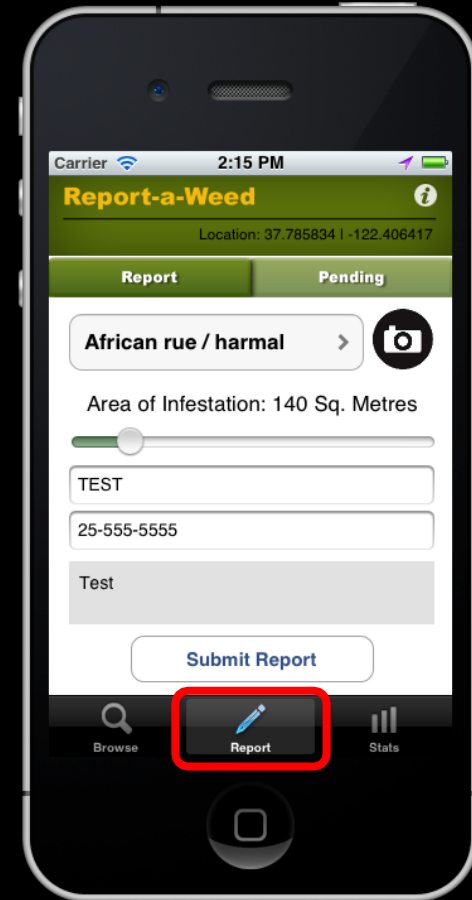 Carrier 2:15 PM
Report-a-Weed
Location: 37.785834 | -122.406417
Report Pending
African rue / harmal
Area of Infestation: 140 Sq. Metres
TEST
25-555-5555
Test
Submit Report
Browse Report Stats